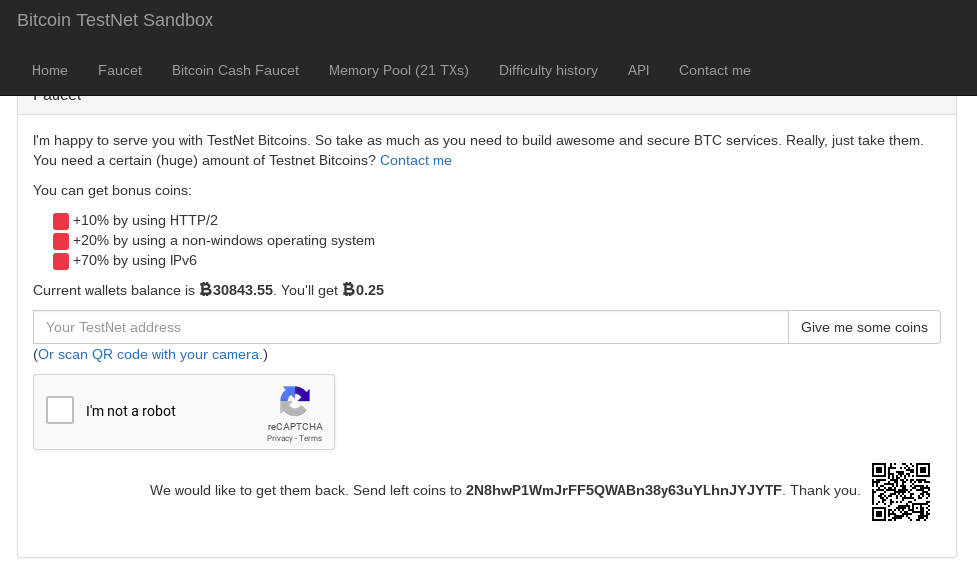 Bitcoin TestNet Sandbox
Home Faucet Bitcoin Cash Faucet Memory Pool (21 TXs) Difficulty history API Contact me
Faucet
I'm happy to serve you with TestNet Bitcoins. So take as much as you need to build awesome and secure BTC services. Really, just take them.
You need a certain (huge) amount of Testnet Bitcoins? Contact me
You can get bonus coins:
+10% by using HTTP/2
+20% by using a non-windows operating system
+70% by using IPv6
Current wallets balance is ₿30843.55. You'll get ₿0.25
Your TestNet address Give me some coins
(Or scan QR code with your camera.)
I'm not a robot
reCAPTCHA
Privacy - Terms
We would like to get them back. Send left coins to 2N8hwP1WmJrFF5QWABn38y63uYLhnJYJYTF. Thank you.